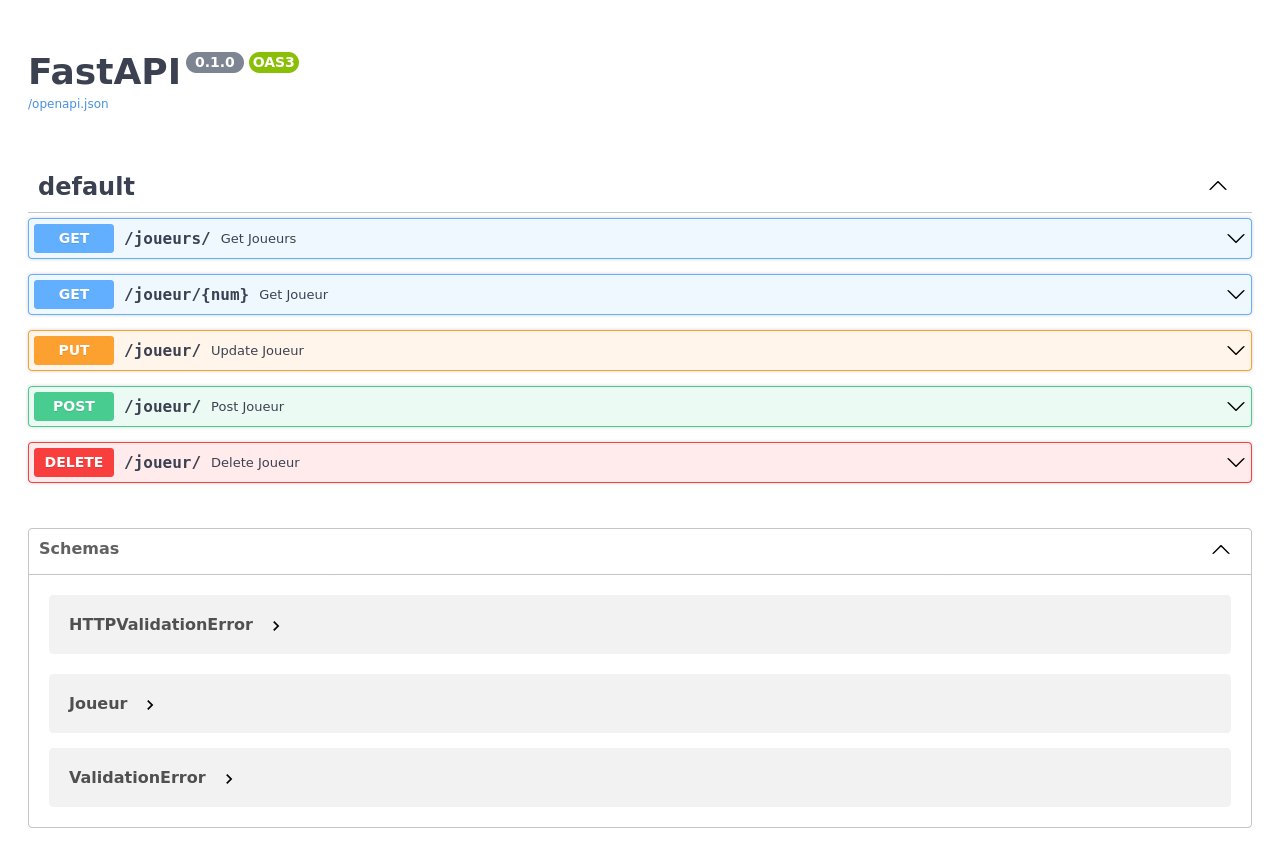 FastAPI 0.1.0 OAS3
/openapi.json
default
GET /joueurs/ Get Joueurs
GET /joueur/{num} Get Joueur
PUT /joueur/ Update Joueur
POST /joueur/ Post Joueur
DELETE /joueur/ Delete Joueur
Schemas
HTTPValidationError
Joueur
ValidationError